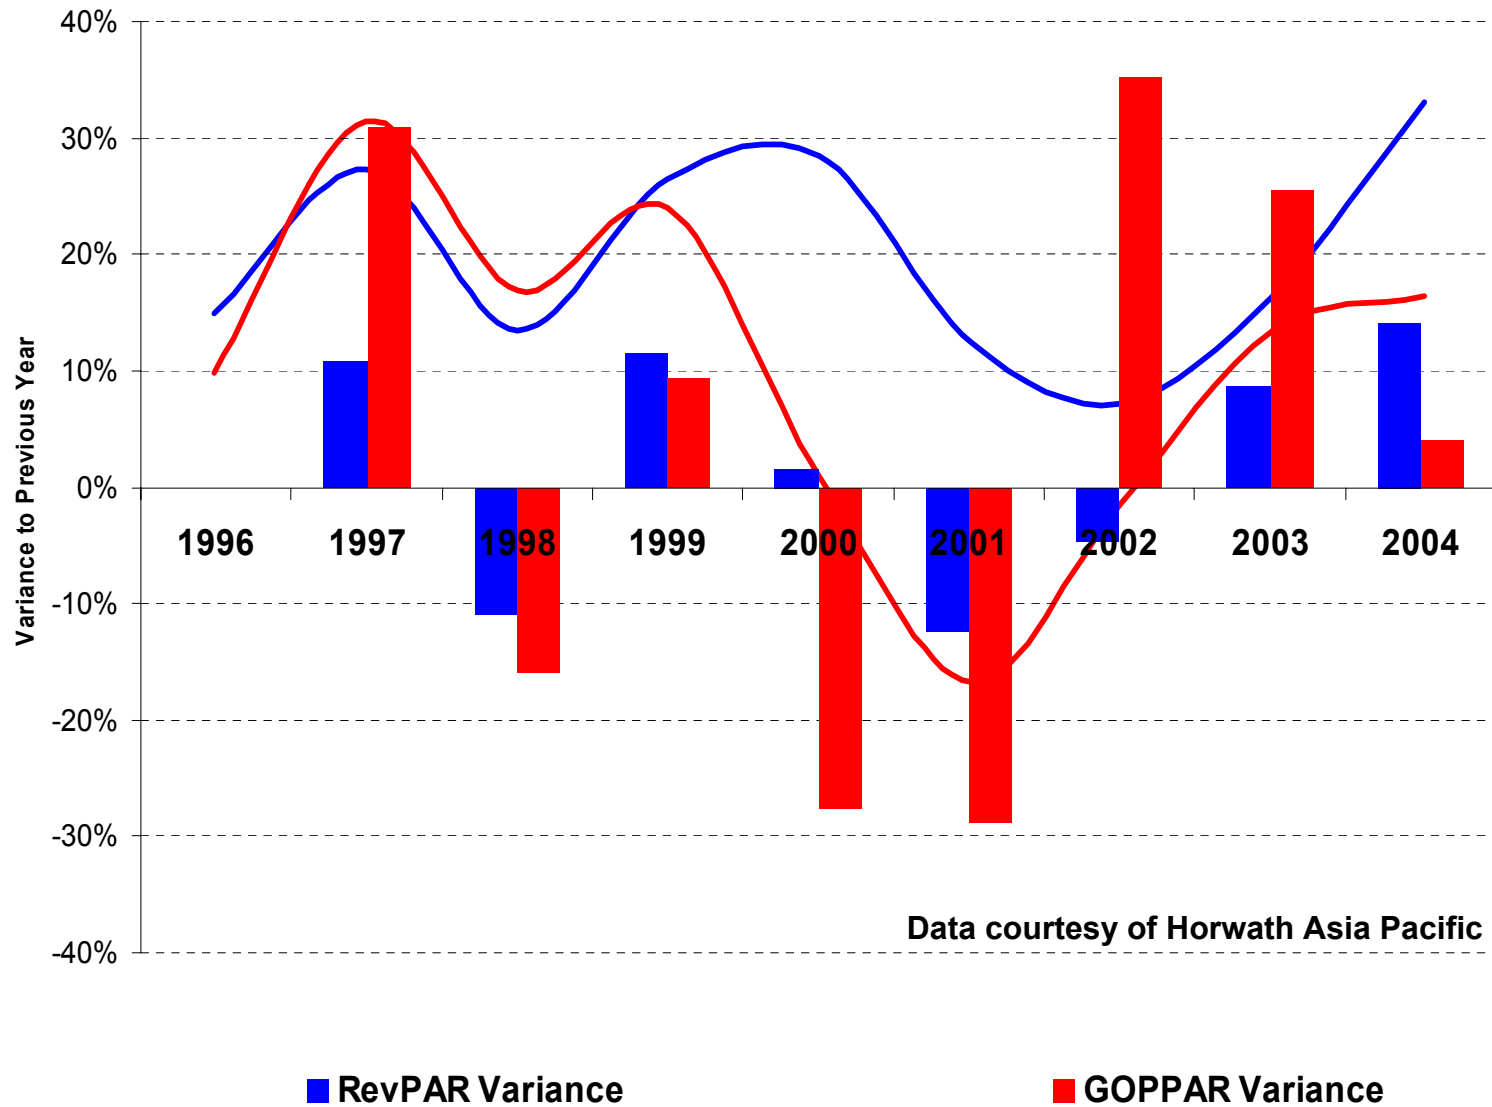 40%
30%
20%
10%
0%
-10%
-20%
-30%
-40%
Variance to Previous Year
1996 1997 1998 1999 2000 2001 2002 2003 2004
Data courtesy of Horwath Asia Pacific
RevPAR Variance GOPPAR Variance